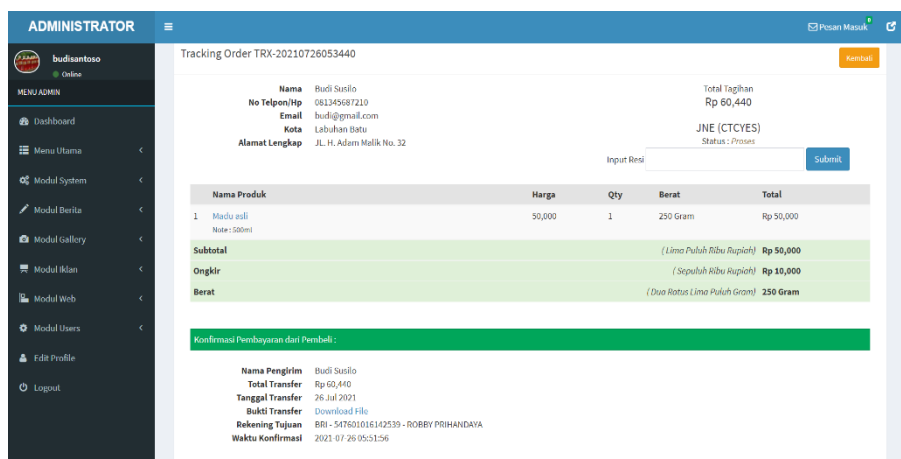 ADMINISTRATOR
Pesan Masuk 0
budisantoso
Online
MENU ADMIN
Dashboard
Menu Utama
Modul System
Modul Berita
Modul Gallery
Modul Iklan
Modul Web
Modul Users
Edit Profile
Logout
Tracking Order TRX-20210726053440
Kembali
Nama Budi Susilo
No Telpon/Hp 081345687210
Email budi@gmail.com
Kota Labuhan Batu
Alamat Lengkap JL. H. Adam Malik No. 32
Total Tagihan
Rp 60,440
JNE (CTCYES)
Status : Proses
Input Resi Submit
Nama Produk Harga Qty Berat Total
1 Madu asli 50,000 1 250 Gram Rp 50,000
Note : 500ml
Subtotal ( Lima Puluh Ribu Rupiah) Rp 50,000
Ongkir ( Sepuluh Ribu Rupiah) Rp 10,000
Berat ( Dua Ratus Lima Puluh Gram) 250 Gram
Konfirmasi Pembayaran dari Pembeli :
Nama Pengirim Budi Susilo
Total Transfer Rp 60,440
Tanggal Transfer 26 Jul 2021
Bukti Transfer Download File
Rekening Tujuan BRI - 547601016142539 - ROBBY PRIHANDAYA
Waktu Konfirmasi 2021-07-26 05:51:56